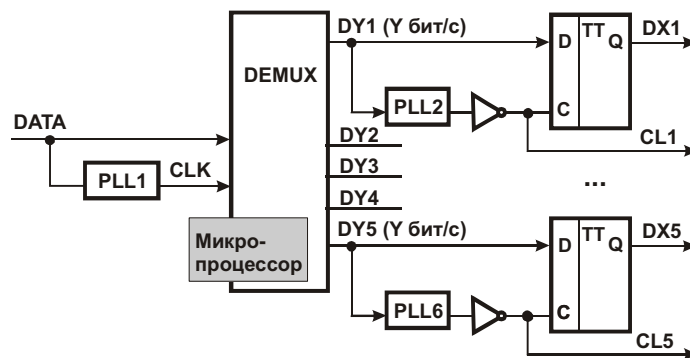 DY1 (Y бит/с)
D
TT
Q
DX1
DEMUX
PLL2
C
DATA
DY2
CL1
PLL1
CLK
DY3
...
DY4
Микро-
процессор
DY5 (Y бит/с)
D
TT
Q
DX5
PLL6
C
CL5